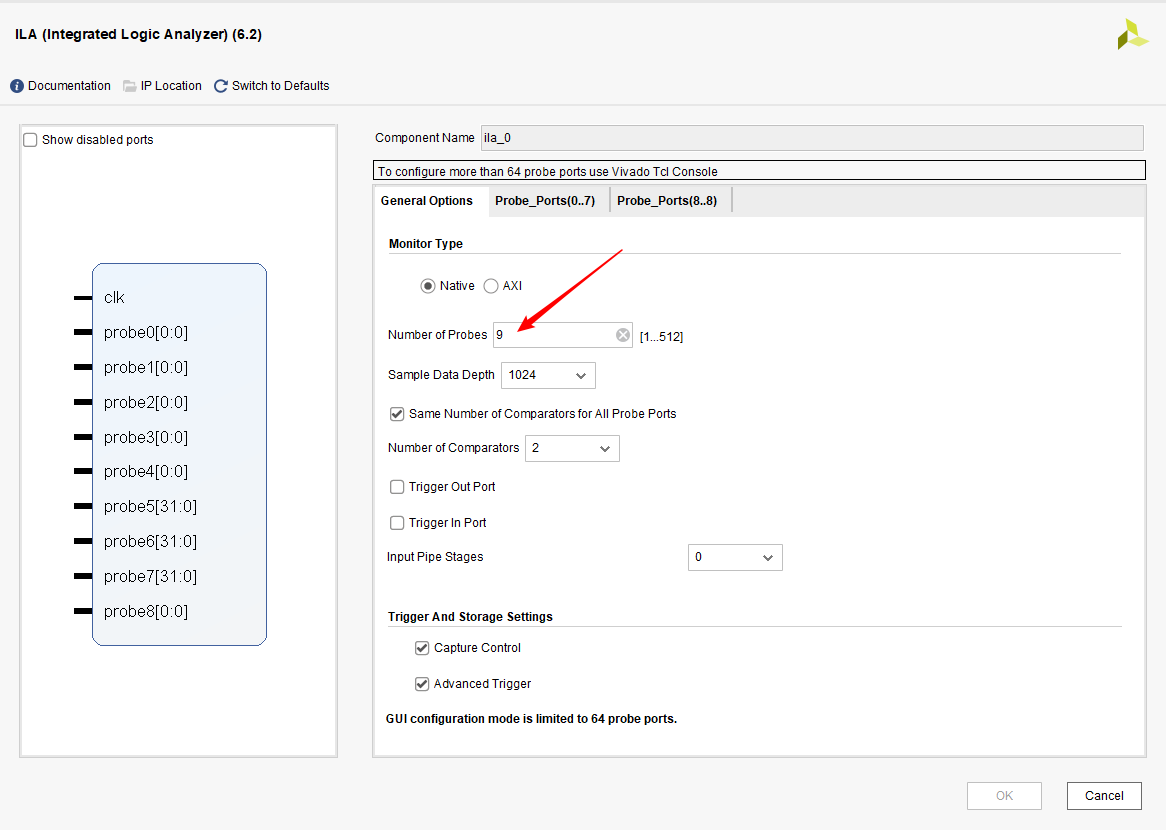 ILA (Integrated Logic Analyzer) (6.2)
Documentation IP Location Switch to Defaults
Show disabled ports
clk
probe0[0:0]
probe1[0:0]
probe2[0:0]
probe3[0:0]
probe4[0:0]
probe5[31:0]
probe6[31:0]
probe7[31:0]
probe8[0:0]
Component Name ila_0
To configure more than 64 probe ports use Vivado Tcl Console
General Options Probe_Ports(0..7) Probe_Ports(8..8)
Monitor Type
Native AXI
Number of Probes 9 [1...512]
Sample Data Depth 1024
Same Number of Comparators for All Probe Ports
Number of Comparators 2
Trigger Out Port
Trigger In Port
Input Pipe Stages 0
Trigger And Storage Settings
Capture Control
Advanced Trigger
GUI configuration mode is limited to 64 probe ports.
OK Cancel